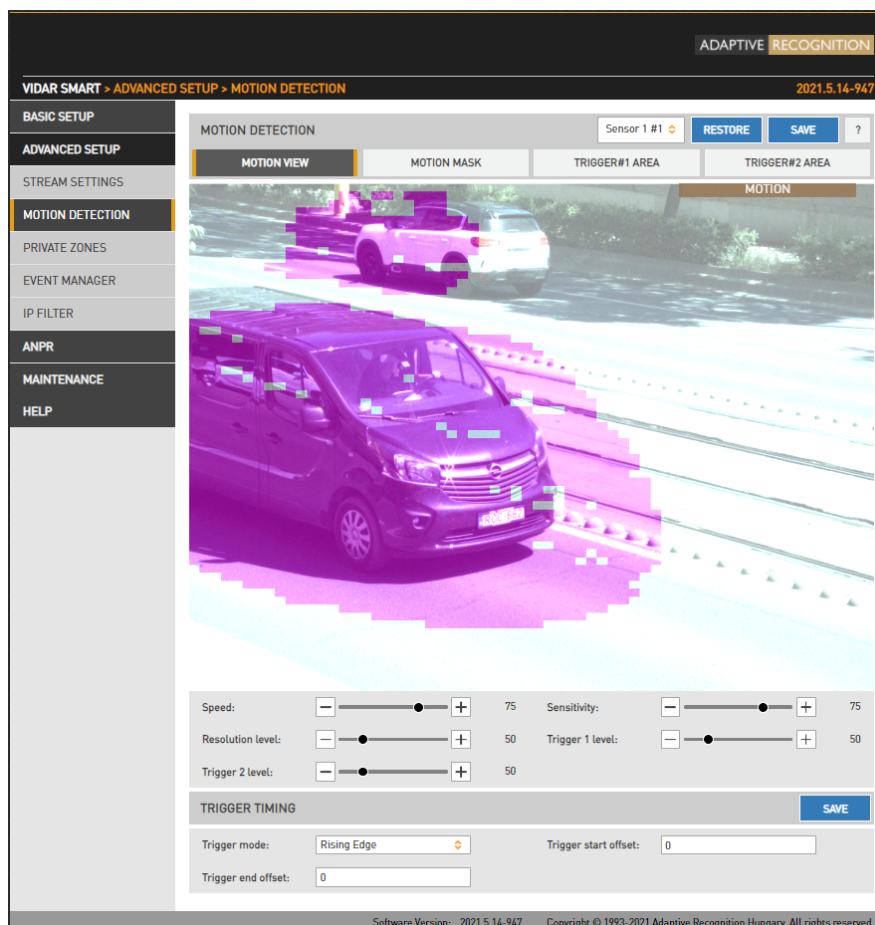 ADAPTIVE RECOGNITION
VIDAR SMART > ADVANCED SETUP > MOTION DETECTION
2021.5.14-947
BASIC SETUP
ADVANCED SETUP
STREAM SETTINGS
MOTION DETECTION
PRIVATE ZONES
EVENT MANAGER
IP FILTER
ANPR
MAINTENANCE
HELP
MOTION DETECTION
Sensor 1 #1
RESTORE
SAVE
?
MOTION VIEW
MOTION MASK
TRIGGER#1 AREA
TRIGGER#2 AREA
MOTION
Speed: 75
Sensitivity: 75
Resolution level: 50
Trigger 1 level: 50
Trigger 2 level: 50
TRIGGER TIMING
SAVE
Trigger mode: Rising Edge
Trigger start offset: 0
Trigger end offset: 0
Software Version: 2021.5.14-947 Copyright © 1993-2021 Adaptive Recognition Hungary. All rights reserved.